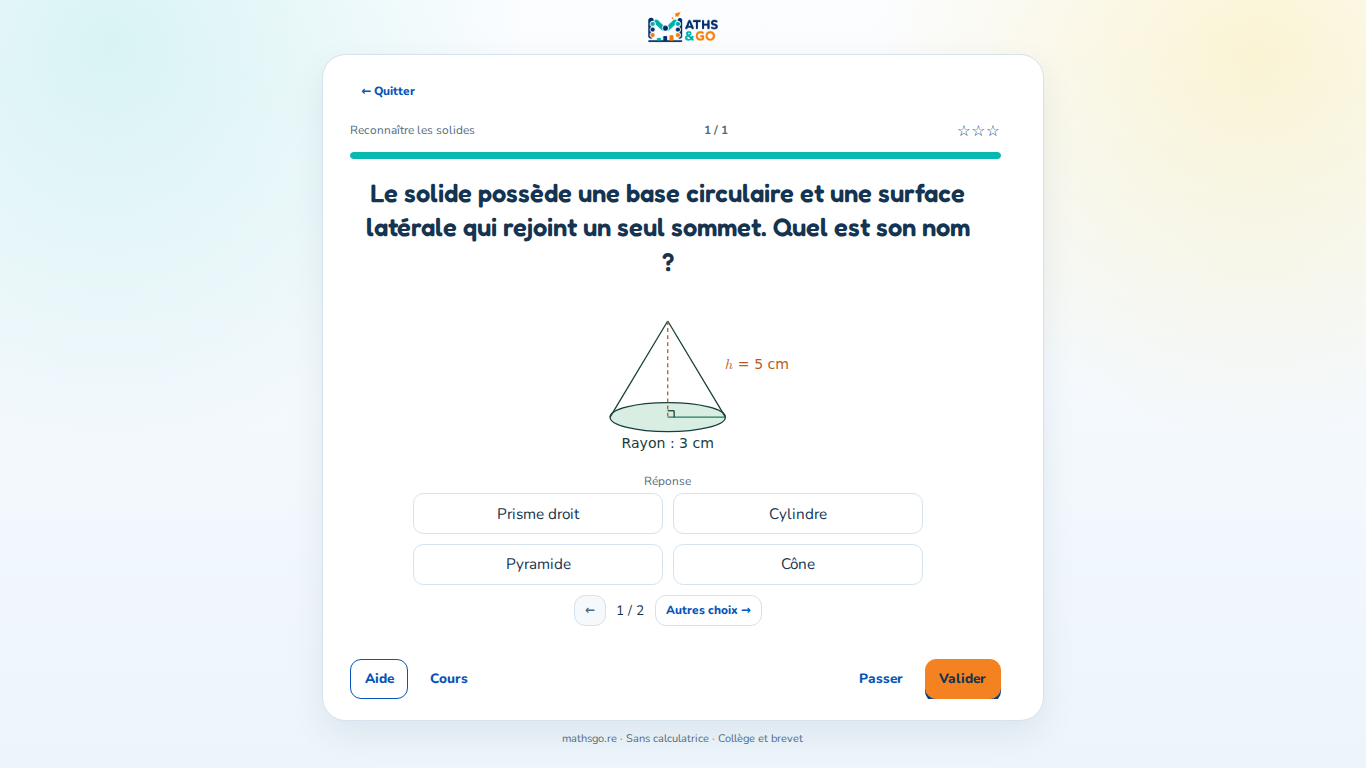 MATHS
&GO
← Quitter
Reconnaître les solides
1 / 1
☆☆☆
Le solide possède une base circulaire et une surface
latérale qui rejoint un seul sommet. Quel est son nom
?
h = 5 cm
Rayon : 3 cm
Réponse
Prisme droit
Cylindre
Pyramide
Cône
←
1 / 2
Autres choix →
Aide
Cours
Passer
Valider
mathsgo.re · Sans calculatrice · Collège et brevet